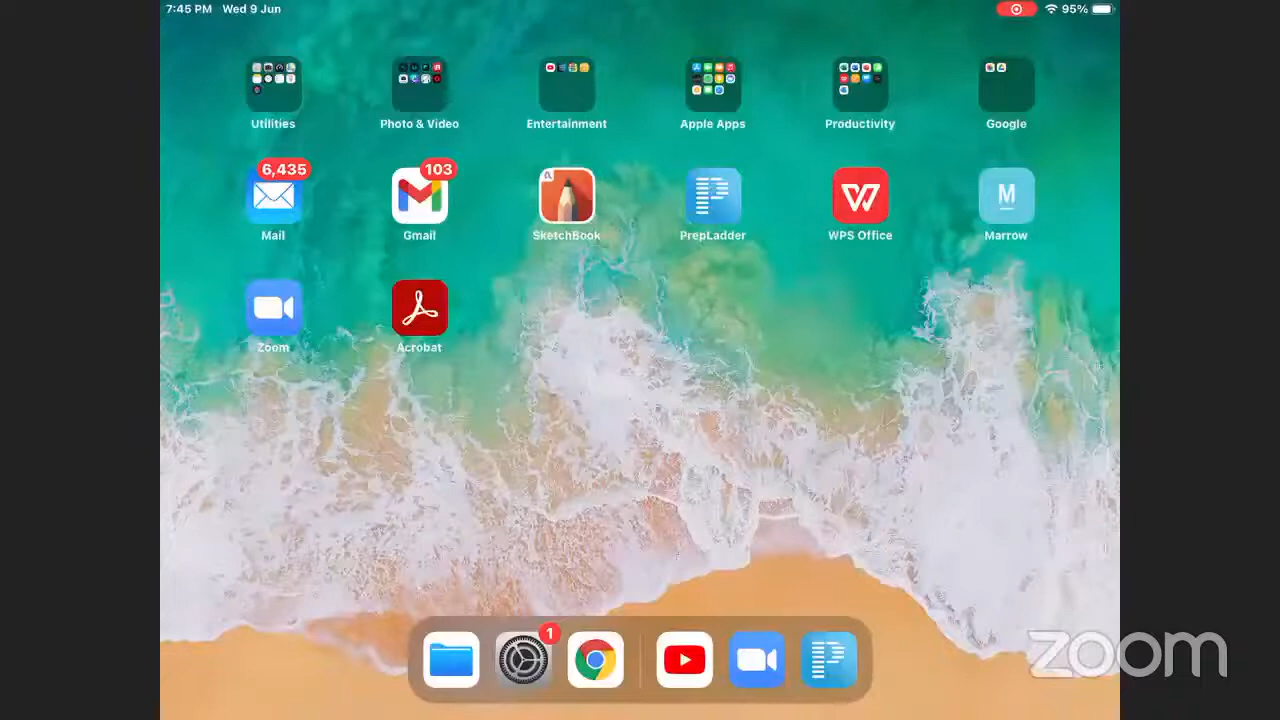 7:45 PM Wed 9 Jun 95%
Utilities Photo & Video Entertainment Apple Apps Productivity Google
6,435 103
M
Mail Gmail SketchBook PrepLadder WPS Office Marrow
Zoom Acrobat
1
zoom